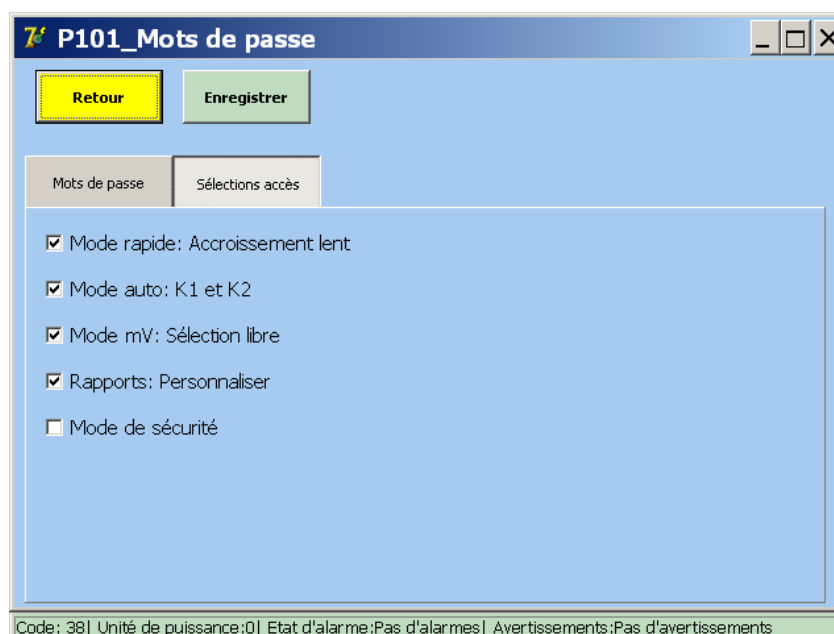 P101_Mots de passe
Retour
Enregistrer
Mots de passe
Sélections accès
Mode rapide: Accroissement lent
Mode auto: K1 et K2
Mode mV: Sélection libre
Rapports: Personnaliser
Mode de sécurité
Code: 38| Unité de puissance:0| Etat d'alarme:Pas d'alarmes| Avertissements:Pas d'avertissements